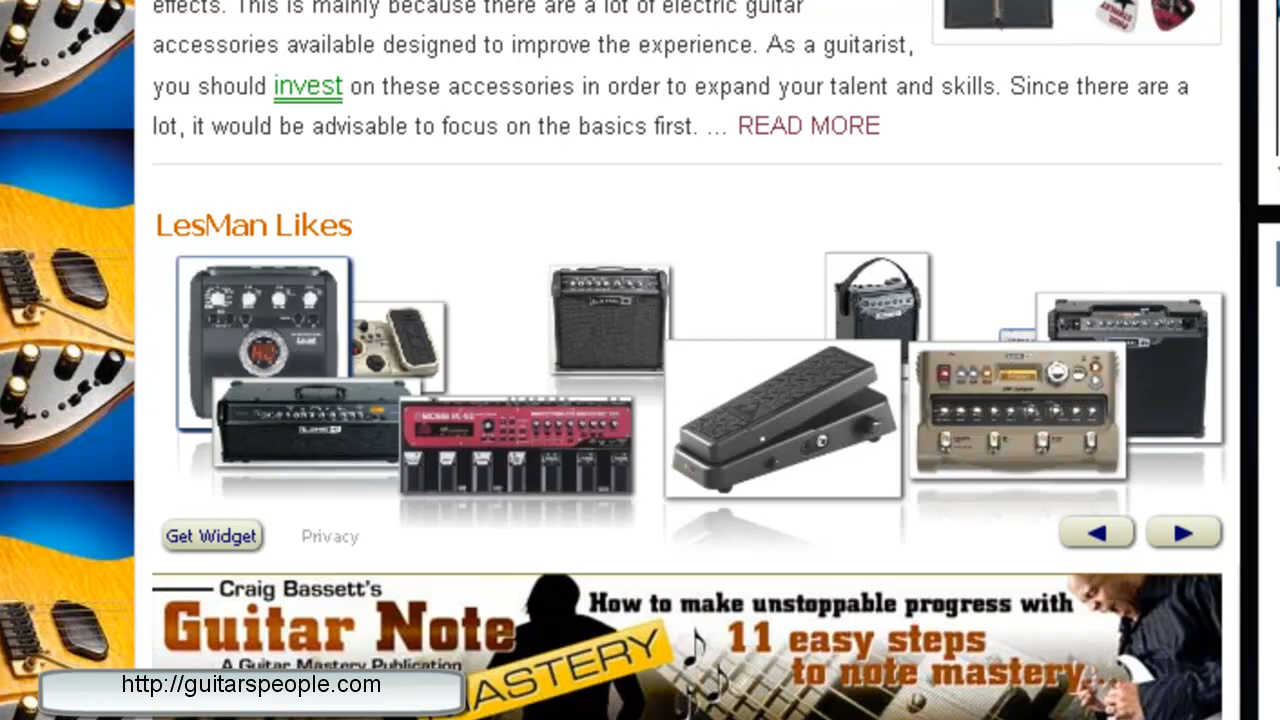 effects. This is mainly because there are a lot of electric guitar
accessories available designed to improve the experience. As a guitarist,
you should invest on these accessories in order to expand your talent and skills. Since there are a
lot, it would be advisable to focus on the basics first. ... READ MORE
LesMan Likes
Get Widget
Privacy
Craig Bassett's
Guitar Note
MASTERY
A Guitar Mastery Publication
How to make unstoppable progress with
11 easy steps
to note mastery...
http://guitarspeople.com